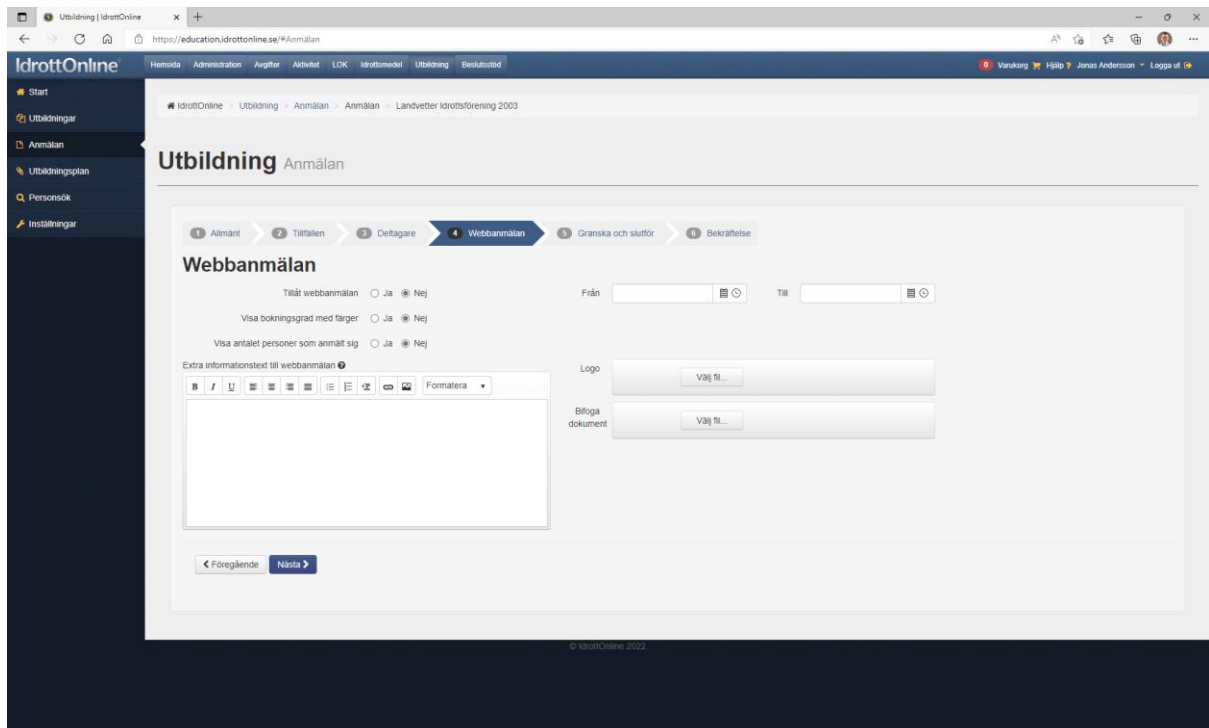 Utbildning | IdrottOnline
https://education.idrottonline.se/#Anmälan
IdrottOnline
Hemsida Administration Avgifter Aktivitet LOK Idrottsmedel Utbildning Beslutsstöd
0 Varukorg Hjälp ? Jonas Andersson Logga ut
Start
Utbildningar
Anmälan
Utbildningsplan
Personsök
Inställningar
IdrottOnline Utbildning Anmälan Anmälan Landvetter Idrottsförening 2003
Utbildning Anmälan
1 Allmänt 2 Tillfällen 3 Deltagare 4 Webbanmälan 5 Granska och slutför 6 Bekräftelse
Webbanmälan
Tillåt webbanmälan Ja Nej Från Till
Visa bokningsgrad med färger Ja Nej
Visa antalet personer som anmält sig Ja Nej
Extra informationstext till webbanmälan
B I U Formatera
Logo Välj fil...
Bifoga dokument Välj fil...
Föregående Nästa
© IdrottOnline 2022